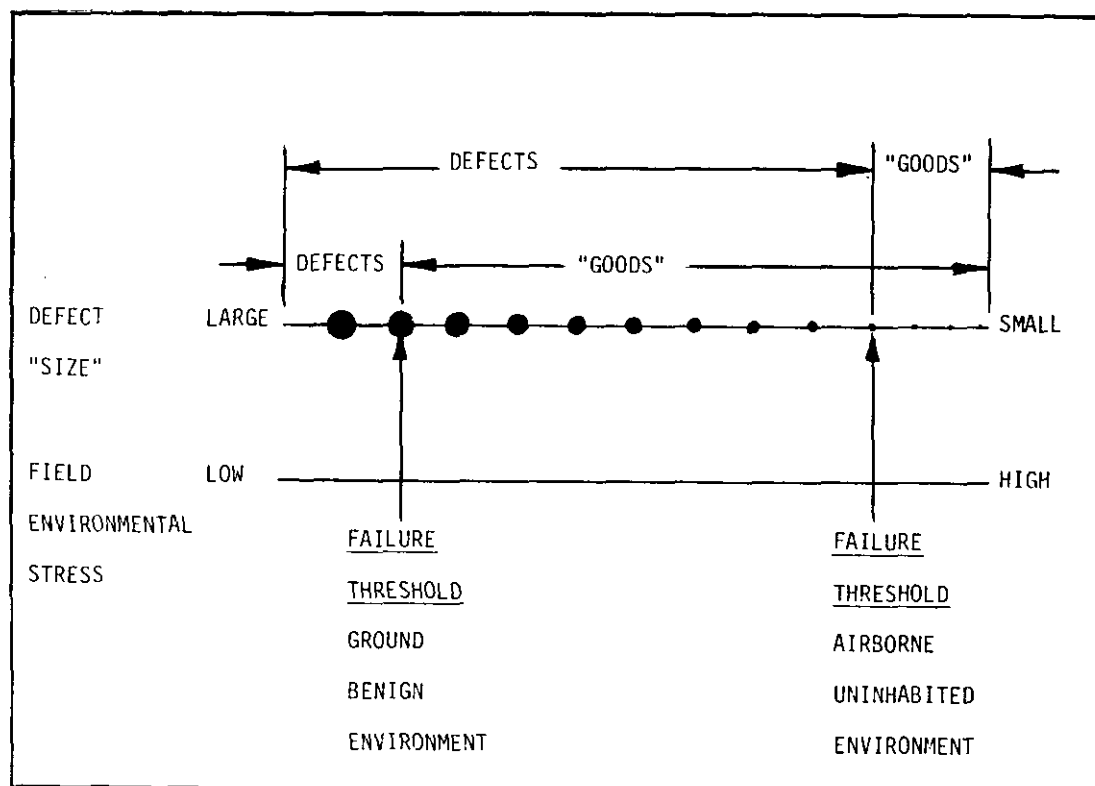 DEFECTS
"GOODS"
DEFECTS
"GOODS"
DEFECT
"SIZE"
LARGE
SMALL
FIELD
ENVIRONMENTAL
STRESS
LOW
HIGH
FAILURE
THRESHOLD
GROUND
BENIGN
ENVIRONMENT
FAILURE
THRESHOLD
AIRBORNE
UNINHABITED
ENVIRONMENT